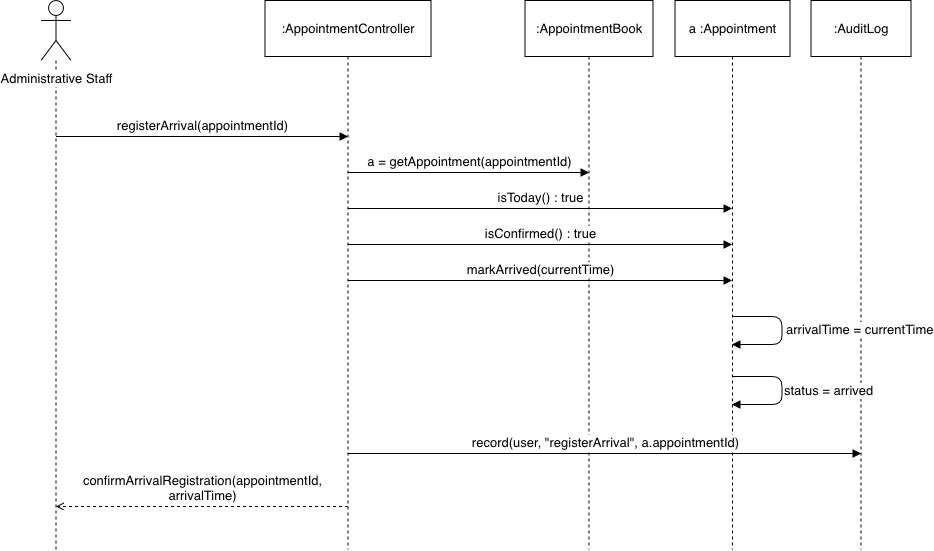 :AppointmentController
:AppointmentBook
a :Appointment
:AuditLog
Administrative Staff
registerArrival(appointmentId)
a = getAppointment(appointmentId)
isToday() : true
isConfirmed() : true
markArrived(currentTime)
arrivalTime = currentTime
status = arrived
record(user, "registerArrival", a.appointmentId)
confirmArrivalRegistration(appointmentId,
arrivalTime)